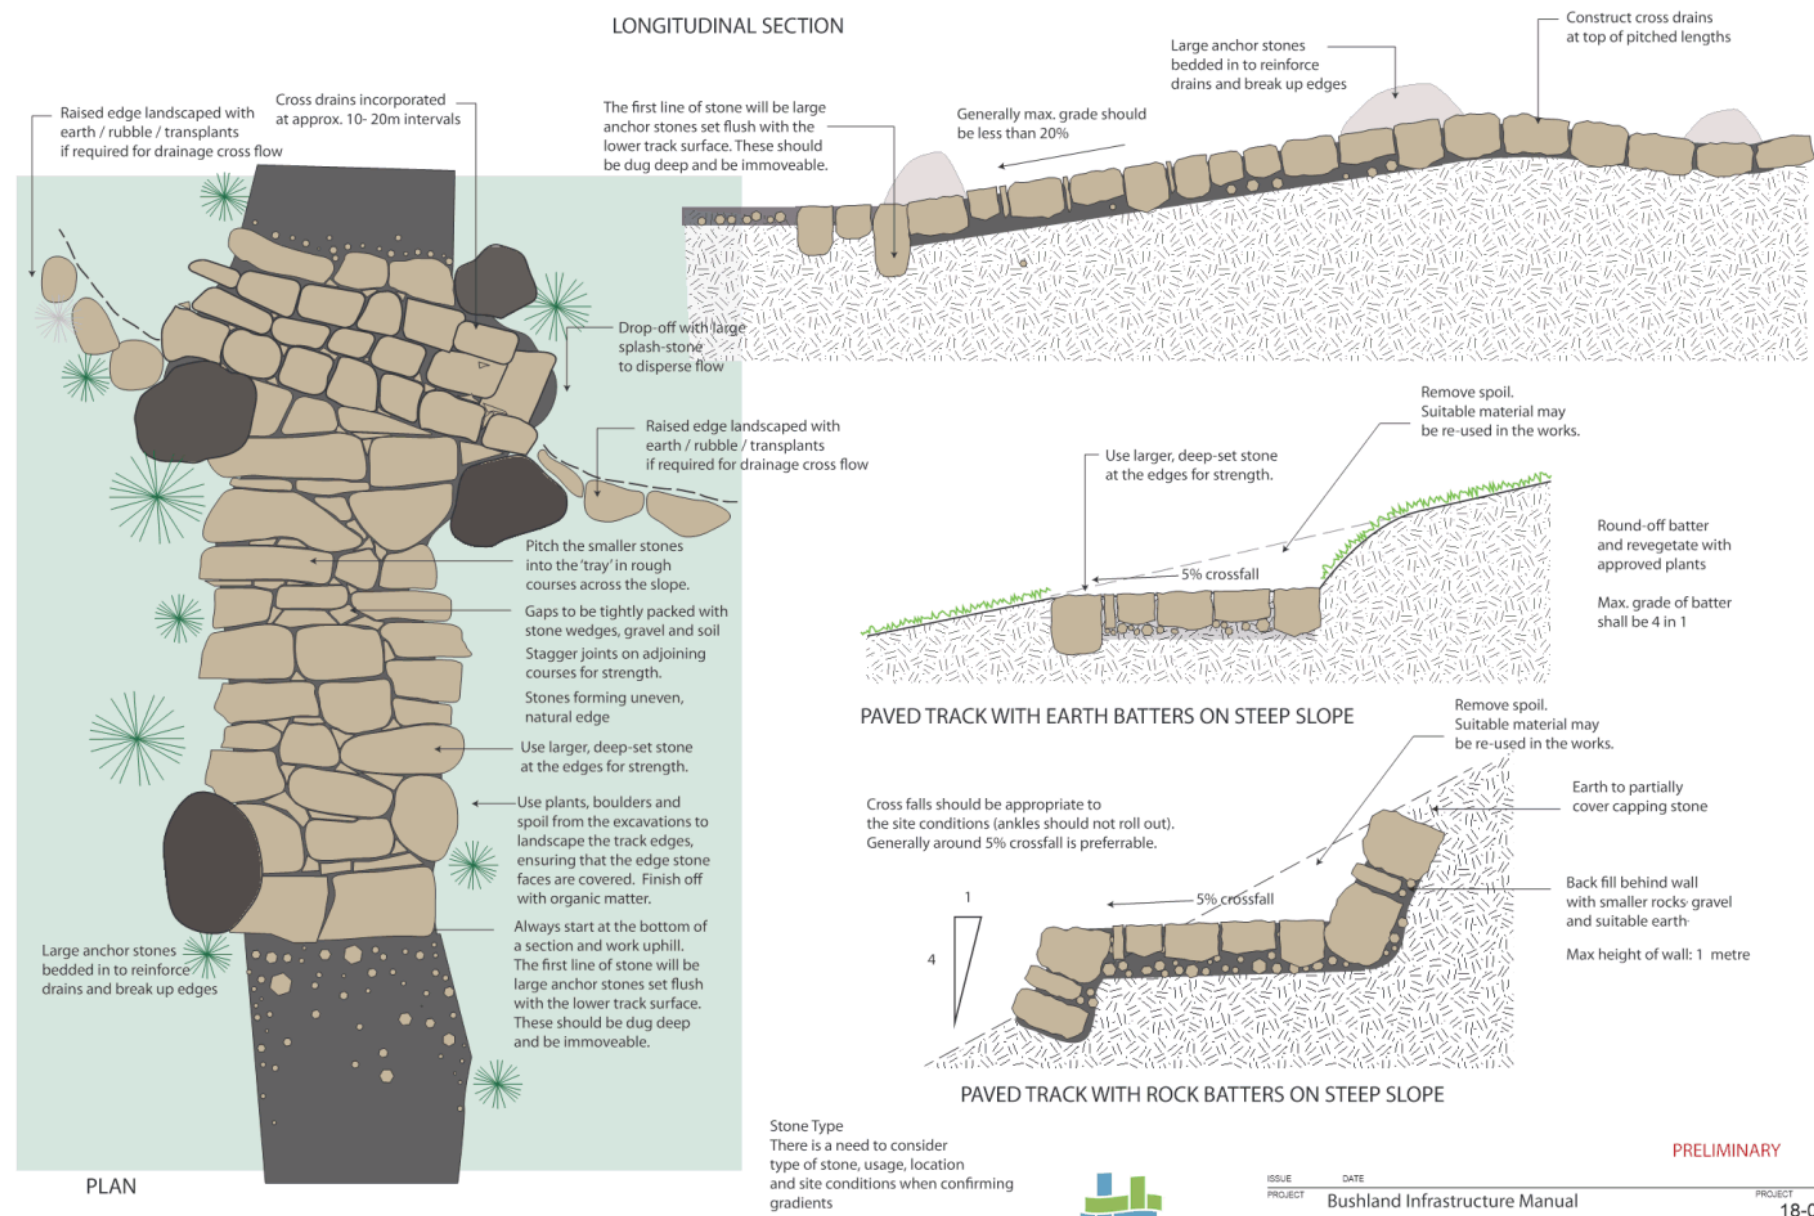 LONGITUDINAL SECTION
Construct cross drains
at top of pitched lengths
Large anchor stones
bedded in to reinforce
drains and break up edges
Raised edge landscaped with
earth / rubble / transplants
if required for drainage cross flow
Cross drains incorporated
at approx. 10- 20m intervals
The first line of stone will be large
anchor stones set flush with the
lower track surface. These should
be dug deep and be immoveable.
Generally max. grade should
be less than 20%
Drop-off with large
splash-stone
to disperse flow
Raised edge landscaped with
earth / rubble / transplants
if required for drainage cross flow
Pitch the smaller stones
into the 'tray' in rough
courses across the slope.
Gaps to be tightly packed with
stone wedges, gravel and soil
Stagger joints on adjoining
courses for strength.
Stones forming uneven,
natural edge
Use larger, deep-set stone
at the edges for strength.
Use plants, boulders and
spoil from the excavations to
landscape the track edges,
ensuring that the edge stone
faces are covered. Finish off
with organic matter.
Always start at the bottom of
a section and work uphill.
The first line of stone will be
large anchor stones set flush
with the lower track surface.
These should be dug deep
and be immoveable.
Large anchor stones
bedded in to reinforce
drains and break up edges
PLAN
Remove spoil.
Suitable material may
be re-used in the works.
Use larger, deep-set stone
at the edges for strength.
5% crossfall
Round-off batter
and revegetate with
approved plants
Max. grade of batter
shall be 4 in 1
PAVED TRACK WITH EARTH BATTERS ON STEEP SLOPE
Remove spoil.
Suitable material may
be re-used in the works.
Earth to partially
cover capping stone
Cross falls should be appropriate to
the site conditions (ankles should not roll out).
Generally around 5% crossfall is preferrable.
1
4
5% crossfall
Back fill behind wall
with smaller rocks gravel
and suitable earth
Max height of wall: 1 metre
PAVED TRACK WITH ROCK BATTERS ON STEEP SLOPE
Stone Type
There is a need to consider
type of stone, usage, location
and site conditions when confirming
gradients
PRELIMINARY
ISSUE DATE
PROJECT Bushland Infrastructure Manual
PROJECT